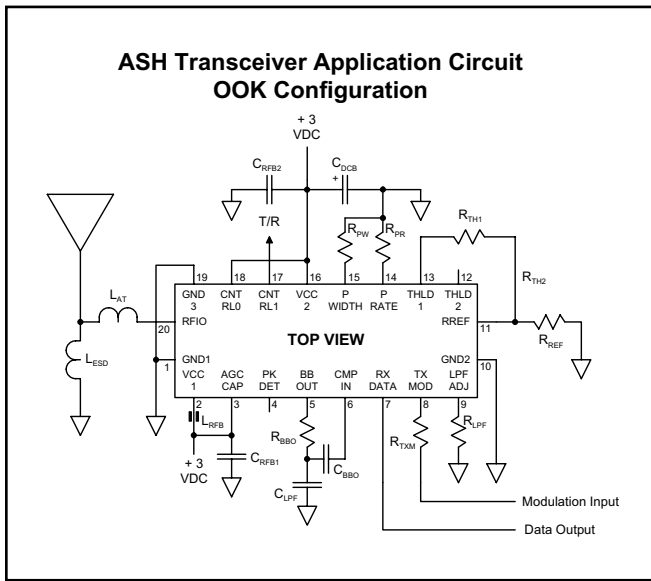 ASH Transceiver Application Circuit
OOK Configuration
+ 3
VDC
CRFB2
CDCB
+
T/R
RPW
RPR
RTH1
RTH2
19
18
17
16
15
14
13
12
GND
3
CNT
RL0
CNT
RL1
VCC
2
P
WIDTH
P
RATE
THLD
1
THLD
2
LAT
20
RFIO
TOP VIEW
RREF
11
RREF
LESD
1
GND1
GND2
10
VCC
1
AGC
CAP
PK
DET
BB
OUT
CMP
IN
RX
DATA
TX
MOD
LPF
ADJ
2
3
4
5
6
7
8
9
LRFB
+ 3
VDC
CRFB1
RBBO
CBBO
CLPF
RTXM
RLPF
Modulation Input
Data Output